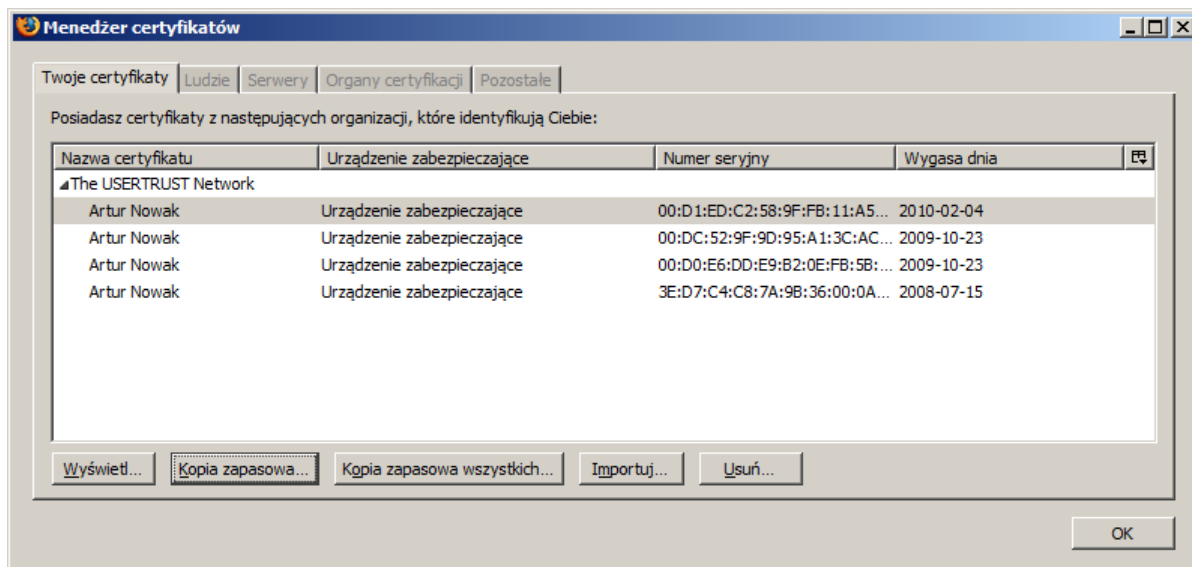 Menedżer certyfikatów
Twoje certyfikaty Ludzie Serwery Organy certyfikacji Pozostałe
Posiadasz certyfikaty z następujących organizacji, które identyfikują Ciebie:
Nazwa certyfikatu Urządzenie zabezpieczające Numer seryjny Wygasa dnia
The USERTRUST Network
Artur Nowak Urządzenie zabezpieczające 00:D1:ED:C2:58:9F:FB:11:A5... 2010-02-04
Artur Nowak Urządzenie zabezpieczające 00:DC:52:9F:9D:95:A1:3C:AC... 2009-10-23
Artur Nowak Urządzenie zabezpieczające 00:D0:E6:DD:E9:B2:0E:FB:5B:... 2009-10-23
Artur Nowak Urządzenie zabezpieczające 3E:D7:C4:C8:7A:9B:36:00:0A... 2008-07-15
Wyświetl... Kopia zapasowa... Kopia zapasowa wszystkich... Importuj... Usuń...
OK